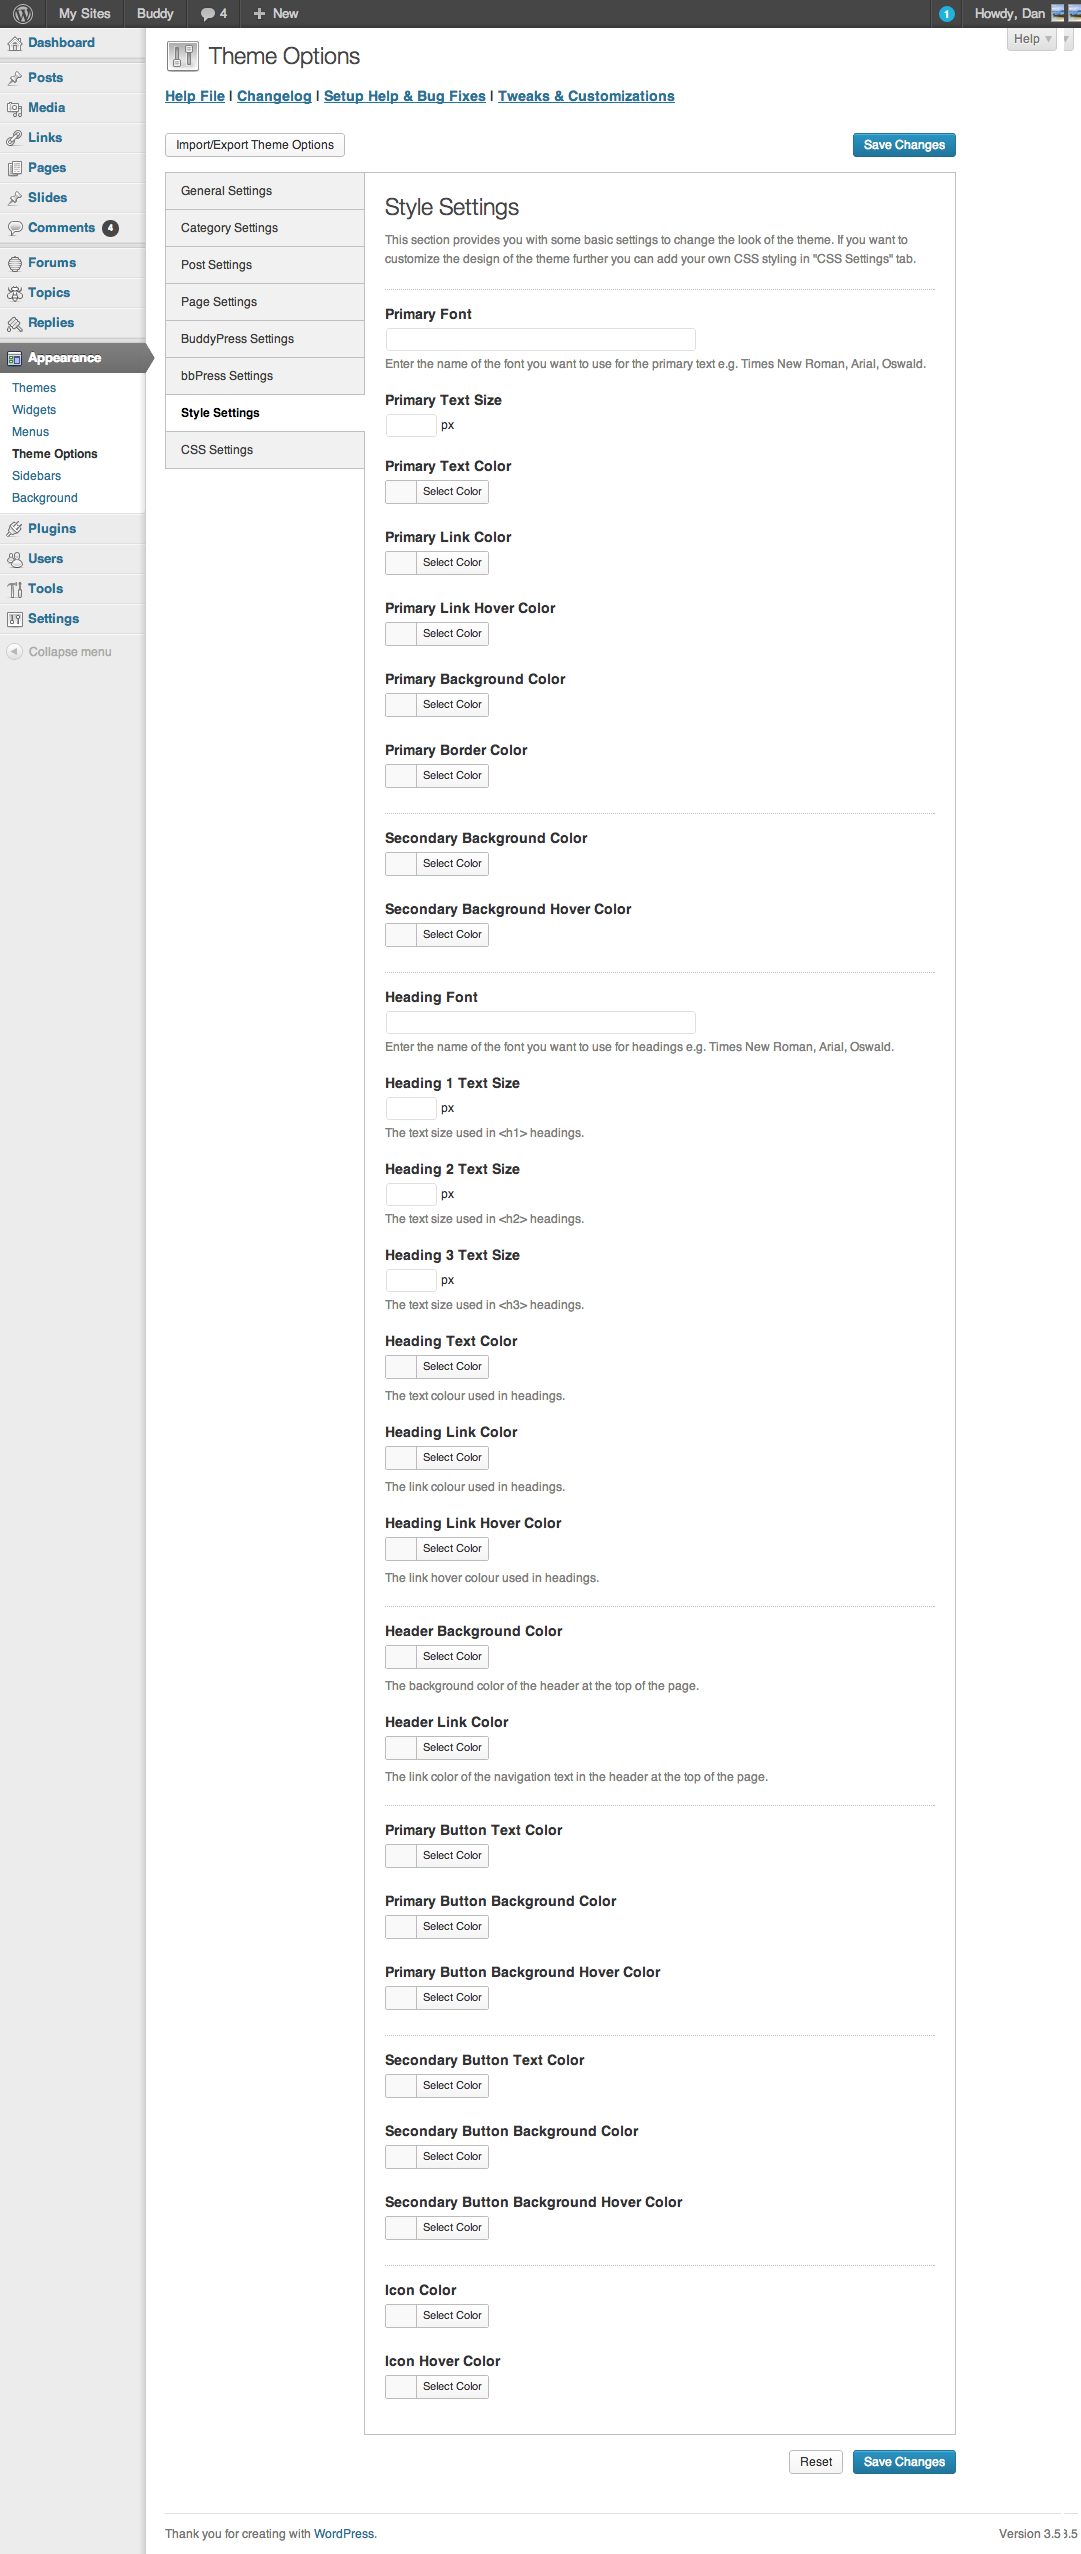 My Sites Buddy 4 New 1 Howdy, Dan
Help
Dashboard
Posts
Media
Links
Pages
Slides
Comments 4
Forums
Topics
Replies
Appearance
Themes
Widgets
Menus
Theme Options
Sidebars
Background
Plugins
Users
Tools
Settings
Collapse menu
Theme Options
Help File | Changelog | Setup Help & Bug Fixes | Tweaks & Customizations
Import/Export Theme Options
Save Changes
General Settings
Category Settings
Post Settings
Page Settings
BuddyPress Settings
bbPress Settings
Style Settings
CSS Settings
Style Settings
This section provides you with some basic settings to change the look of the theme. If you want to
customize the design of the theme further you can add your own CSS styling in "CSS Settings" tab.
Primary Font
Enter the name of the font you want to use for the primary text e.g. Times New Roman, Arial, Oswald.
Primary Text Size
px
Primary Text Color
Select Color
Primary Link Color
Select Color
Primary Link Hover Color
Select Color
Primary Background Color
Select Color
Primary Border Color
Select Color
Secondary Background Color
Select Color
Secondary Background Hover Color
Select Color
Heading Font
Enter the name of the font you want to use for headings e.g. Times New Roman, Arial, Oswald.
Heading 1 Text Size
px
The text size used in <h1> headings.
Heading 2 Text Size
px
The text size used in <h2> headings.
Heading 3 Text Size
px
The text size used in <h3> headings.
Heading Text Color
Select Color
The text colour used in headings.
Heading Link Color
Select Color
The link colour used in headings.
Heading Link Hover Color
Select Color
The link hover colour used in headings.
Header Background Color
Select Color
The background color of the header at the top of the page.
Header Link Color
Select Color
The link color of the navigation text in the header at the top of the page.
Primary Button Text Color
Select Color
Primary Button Background Color
Select Color
Primary Button Background Hover Color
Select Color
Secondary Button Text Color
Select Color
Secondary Button Background Color
Select Color
Secondary Button Background Hover Color
Select Color
Icon Color
Select Color
Icon Hover Color
Select Color
Reset
Save Changes
Thank you for creating with WordPress.
Version 3.5 3.5